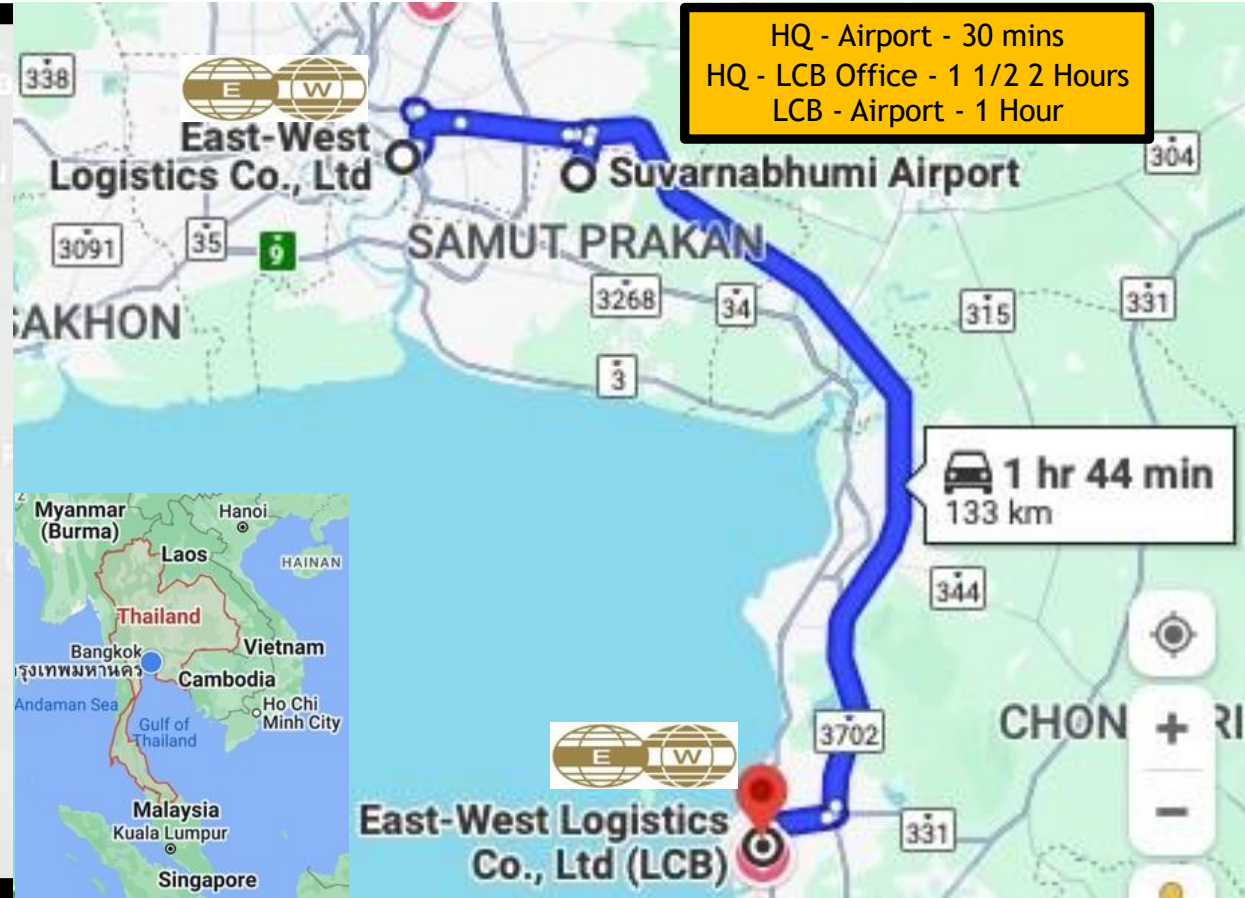 HQ - Airport - 30 mins
HQ - LCB Office - 1 1/2 2 Hours
LCB - Airport - 1 Hour
338
E W
East-West
Logistics Co., Ltd
Suvarnabhumi Airport
304
3091
35
9
SAMUT PRAKAN
3268
34
315
331
SAKHON
3
1 hr 44 min
133 km
344
Myanmar
(Burma)
Hanoi
Laos
HAINAN
Thailand
Bangkok
Vietnam
Cambodia
Andaman Sea
Ho Chi
Minh City
Gulf of
Thailand
Malaysia
Kuala Lumpur
Singapore
3702
CHON
RI
+
−
E W
East-West Logistics
Co., Ltd (LCB)
331